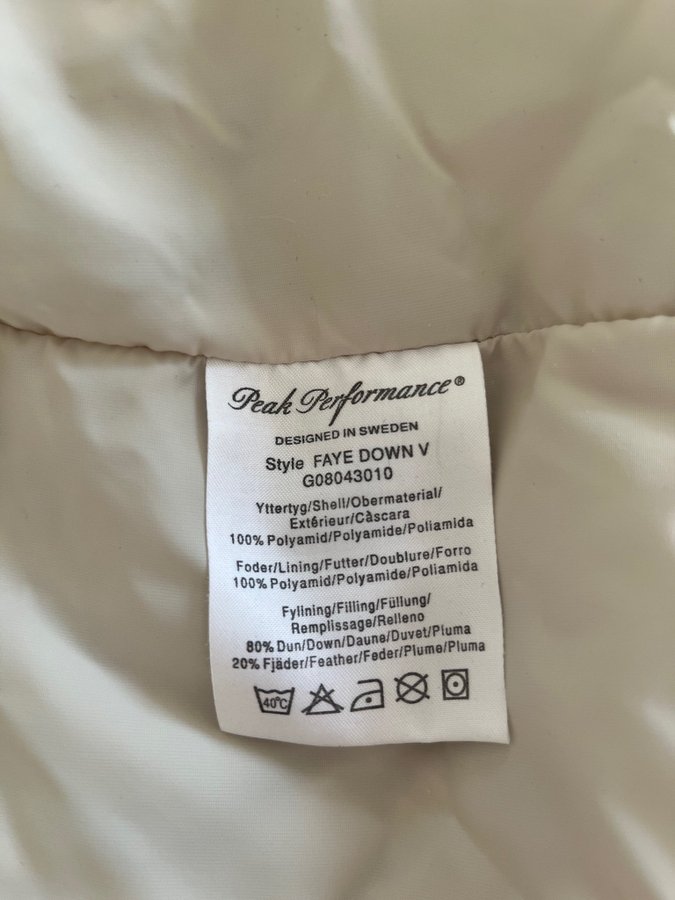 Peak Performance®
DESIGNED IN SWEDEN
Style FAYE DOWN V
G08043010
Yttertyg/Shell/Obermaterial/
Extérieur/Càscara
100% Polyamid/Polyamide/Poliamida
Foder/Lining/Futter/Doublure/Forro
100% Polyamid/Polyamide/Poliamida
Fyllning/Filling/Füllung/
Remplissage/Relleno
80% Dun/Down/Daune/Duvet/Pluma
20% Fjäder/Feather/Feder/Plume/Pluma
40°C